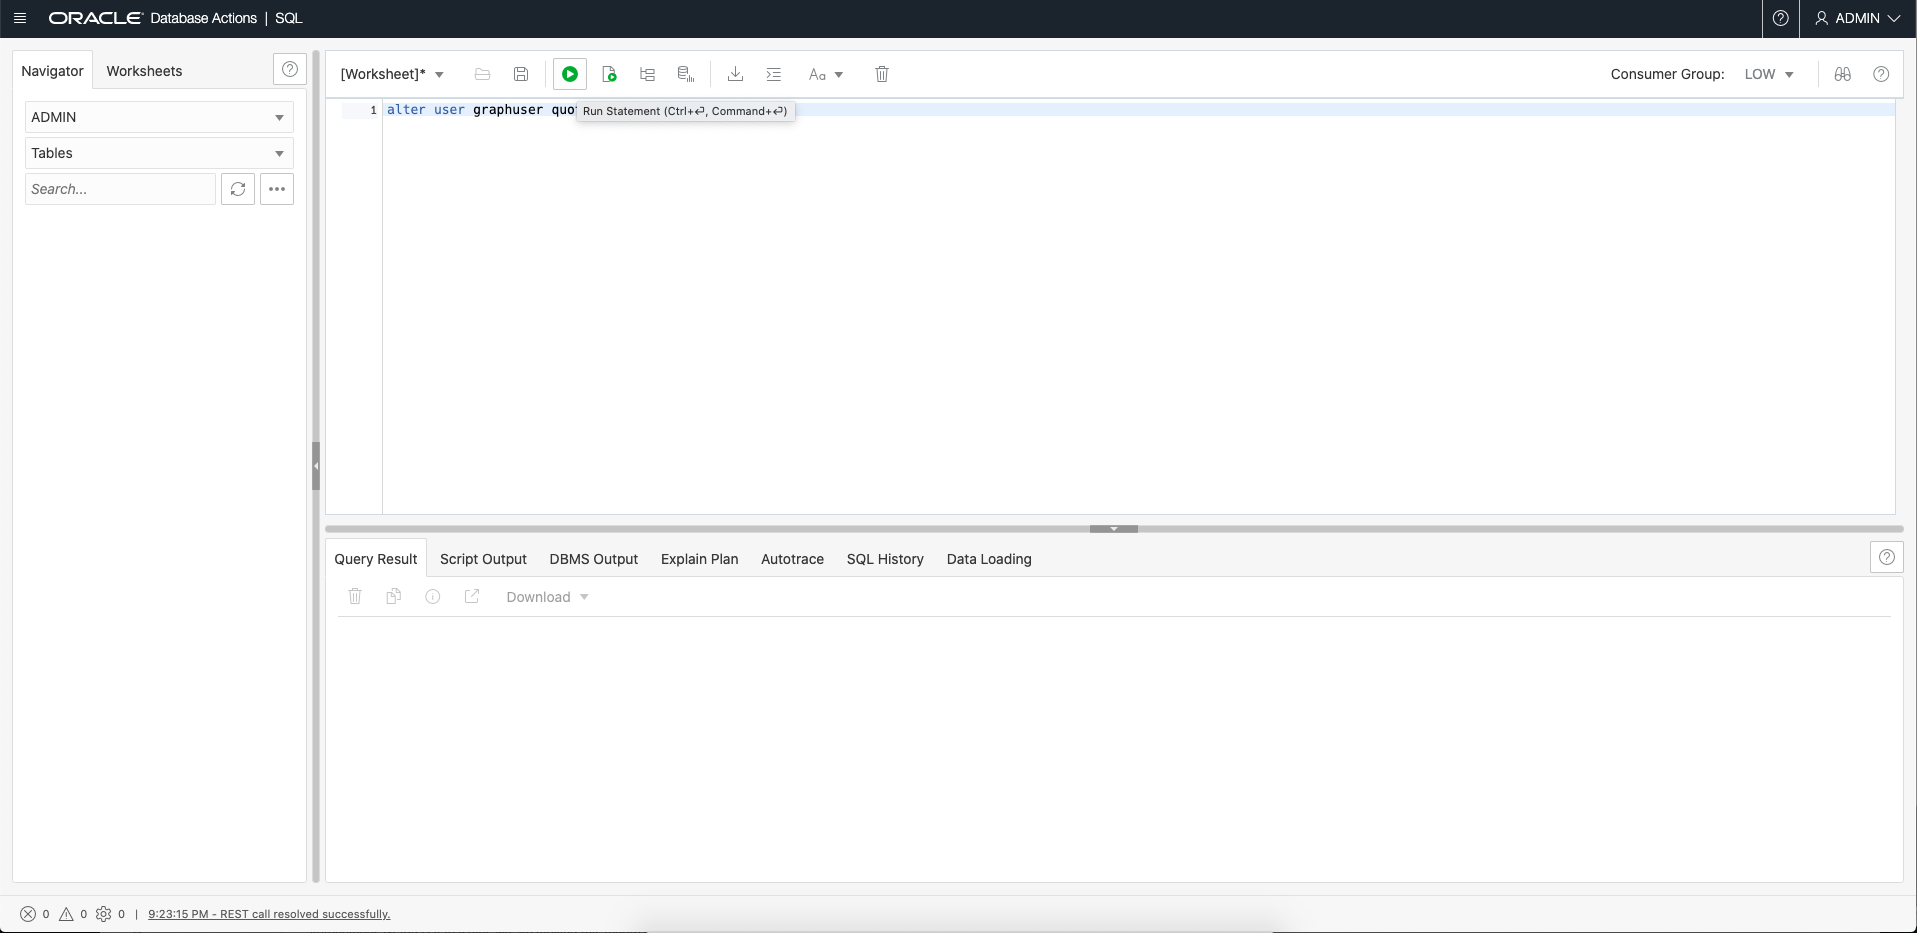 ORACLE Database Actions | SQL
ADMIN
Navigator
Worksheets
ADMIN
Tables
Search...
[Worksheet]*
Aa
Consumer Group: LOW
1 alter user graphuser
Run Statement (Ctrl+⏎, Command+⏎)
Query Result
Script Output
DBMS Output
Explain Plan
Autotrace
SQL History
Data Loading
Download
0 0 0 | 9:23:15 PM - REST call resolved successfully.